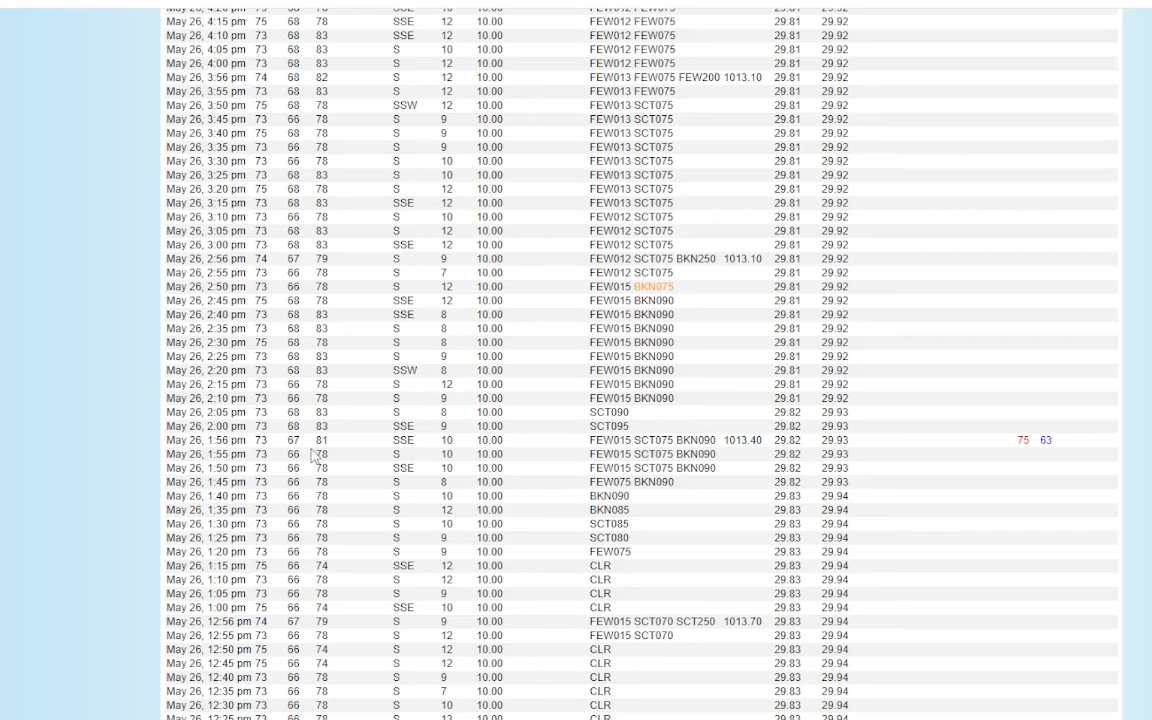 May 26, 4:15 pm 75 68 78 SSE 12 10.00 FEW012 FEW075 29.81 29.92
May 26, 4:10 pm 73 68 83 SSE 12 10.00 FEW012 FEW075 29.81 29.92
May 26, 4:05 pm 73 68 83 S 10 10.00 FEW012 FEW075 29.81 29.92
May 26, 4:00 pm 73 68 83 S 12 10.00 FEW012 FEW075 29.81 29.92
May 26, 3:56 pm 74 68 82 S 12 10.00 FEW013 FEW075 FEW200 1013.10 29.81 29.92
May 26, 3:55 pm 73 68 83 S 12 10.00 FEW013 FEW075 29.81 29.92
May 26, 3:50 pm 75 68 78 SSW 12 10.00 FEW013 SCT075 29.81 29.92
May 26, 3:45 pm 73 66 78 S 9 10.00 FEW013 SCT075 29.81 29.92
May 26, 3:40 pm 75 68 78 S 9 10.00 FEW013 SCT075 29.81 29.92
May 26, 3:35 pm 73 66 78 S 9 10.00 FEW013 SCT075 29.81 29.92
May 26, 3:30 pm 73 66 78 S 10 10.00 FEW013 SCT075 29.81 29.92
May 26, 3:25 pm 73 68 83 S 10 10.00 FEW013 SCT075 29.81 29.92
May 26, 3:20 pm 75 68 78 S 12 10.00 FEW013 SCT075 29.81 29.92
May 26, 3:15 pm 73 68 83 SSE 12 10.00 FEW013 SCT075 29.81 29.92
May 26, 3:10 pm 73 66 78 S 10 10.00 FEW012 SCT075 29.81 29.92
May 26, 3:05 pm 73 68 83 S 12 10.00 FEW012 SCT075 29.81 29.92
May 26, 3:00 pm 73 68 83 SSE 12 10.00 FEW012 SCT075 29.81 29.92
May 26, 2:56 pm 74 67 79 S 9 10.00 FEW012 SCT075 BKN250 1013.10 29.81 29.92
May 26, 2:55 pm 73 66 78 S 7 10.00 FEW012 SCT075 29.81 29.92
May 26, 2:50 pm 73 66 78 S 12 10.00 FEW015 BKN075 29.81 29.92
May 26, 2:45 pm 75 68 78 SSE 12 10.00 FEW015 BKN090 29.81 29.92
May 26, 2:40 pm 73 68 83 SSE 8 10.00 FEW015 BKN090 29.81 29.92
May 26, 2:35 pm 73 68 83 S 8 10.00 FEW015 BKN090 29.81 29.92
May 26, 2:30 pm 75 68 78 S 8 10.00 FEW015 BKN090 29.81 29.92
May 26, 2:25 pm 73 68 83 S 9 10.00 FEW015 BKN090 29.81 29.92
May 26, 2:20 pm 73 68 83 SSW 8 10.00 FEW015 BKN090 29.81 29.92
May 26, 2:15 pm 73 66 78 S 12 10.00 FEW015 BKN090 29.81 29.92
May 26, 2:10 pm 73 66 78 S 9 10.00 FEW015 BKN090 29.81 29.92
May 26, 2:05 pm 73 68 83 S 8 10.00 SCT090 29.82 29.93
May 26, 2:00 pm 73 68 83 SSE 9 10.00 SCT095 29.82 29.93
May 26, 1:56 pm 73 67 81 SSE 10 10.00 FEW015 SCT075 BKN090 1013.40 29.82 29.93 75 63
May 26, 1:55 pm 73 66 78 S 10 10.00 FEW015 SCT075 BKN090 29.82 29.93
May 26, 1:50 pm 73 66 78 SSE 10 10.00 FEW015 SCT075 BKN090 29.82 29.93
May 26, 1:45 pm 73 66 78 S 8 10.00 FEW075 BKN090 29.82 29.93
May 26, 1:40 pm 73 66 78 S 10 10.00 BKN090 29.83 29.94
May 26, 1:35 pm 73 66 78 S 12 10.00 BKN085 29.83 29.94
May 26, 1:30 pm 73 66 78 S 10 10.00 SCT085 29.83 29.94
May 26, 1:25 pm 73 66 78 S 9 10.00 SCT080 29.83 29.94
May 26, 1:20 pm 73 66 78 S 9 10.00 FEW075 29.83 29.94
May 26, 1:15 pm 75 66 74 SSE 12 10.00 CLR 29.83 29.94
May 26, 1:10 pm 73 66 78 S 12 10.00 CLR 29.83 29.94
May 26, 1:05 pm 73 66 78 S 9 10.00 CLR 29.83 29.94
May 26, 1:00 pm 75 66 74 SSE 10 10.00 CLR 29.83 29.94
May 26, 12:56 pm 74 67 79 S 9 10.00 FEW015 SCT070 SCT250 1013.70 29.83 29.94
May 26, 12:55 pm 73 66 78 S 12 10.00 FEW015 SCT070 29.83 29.94
May 26, 12:50 pm 75 66 74 S 12 10.00 CLR 29.83 29.94
May 26, 12:45 pm 75 66 74 S 12 10.00 CLR 29.83 29.94
May 26, 12:40 pm 73 66 78 S 9 10.00 CLR 29.83 29.94
May 26, 12:35 pm 73 66 78 S 7 10.00 CLR 29.83 29.94
May 26, 12:30 pm 73 66 78 S 10 10.00 CLR 29.83 29.94
May 26, 12:25 pm 73 66 78 S 13 10.00 CLR 29.83 29.94